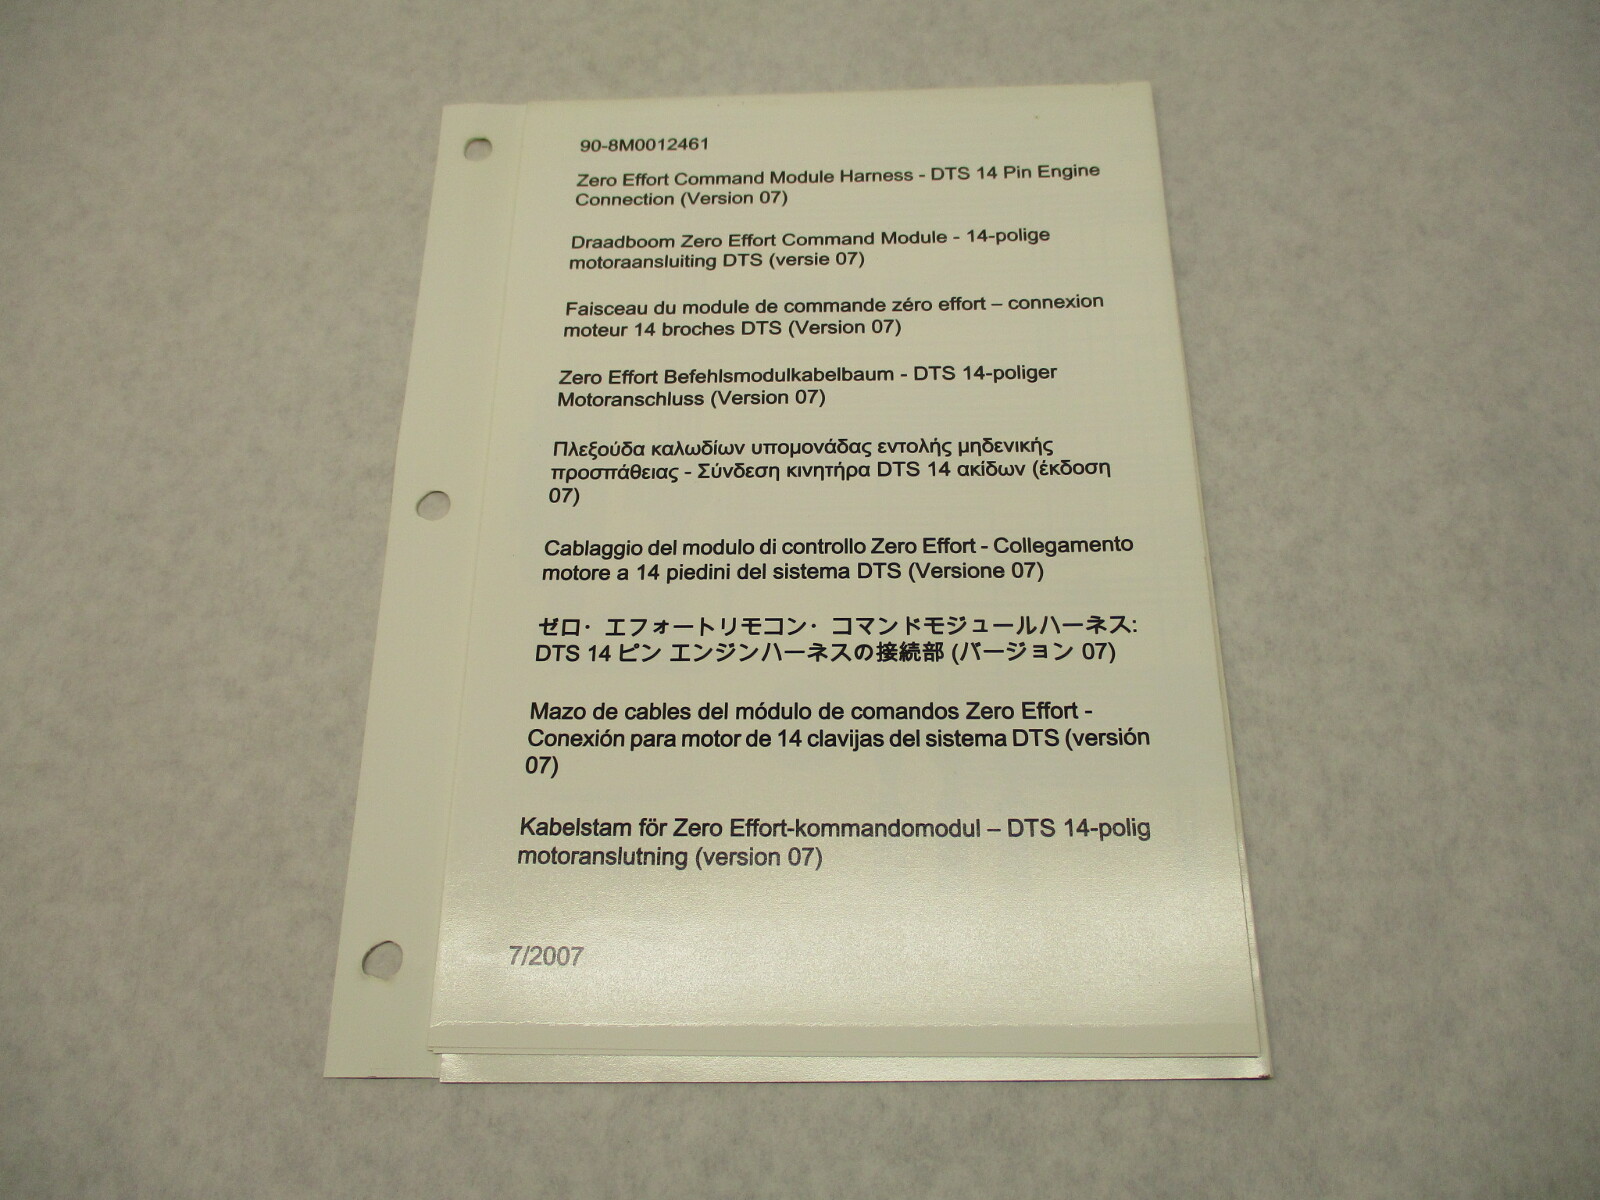 90-8M0012461
Zero Effort Command Module Harness - DTS 14 Pin Engine
Connection (Version 07)
Draadboom Zero Effort Command Module - 14-polige
motoraansluiting DTS (versie 07)
Faisceau du module de commande zéro effort – connexion
moteur 14 broches DTS (Version 07)
Zero Effort Befehlsmodulkabelbaum - DTS 14-poliger
Motoranschluss (Version 07)
Πλεξούδα καλωδίων υπομονάδας εντολής μηδενικής
προσπάθειας - Σύνδεση κινητήρα DTS 14 ακίδων (έκδοση
07)
Cablaggio del modulo di controllo Zero Effort - Collegamento
motore a 14 piedini del sistema DTS (Versione 07)
ゼロ・エフォートリモコン・コマンドモジュールハーネス:
DTS 14 ピン エンジンハーネスの接続部 (バージョン 07)
Mazo de cables del módulo de comandos Zero Effort -
Conexión para motor de 14 clavijas del sistema DTS (versión
07)
Kabelstam för Zero Effort-kommandomodul – DTS 14-polig
motoranslutning (version 07)
7/2007